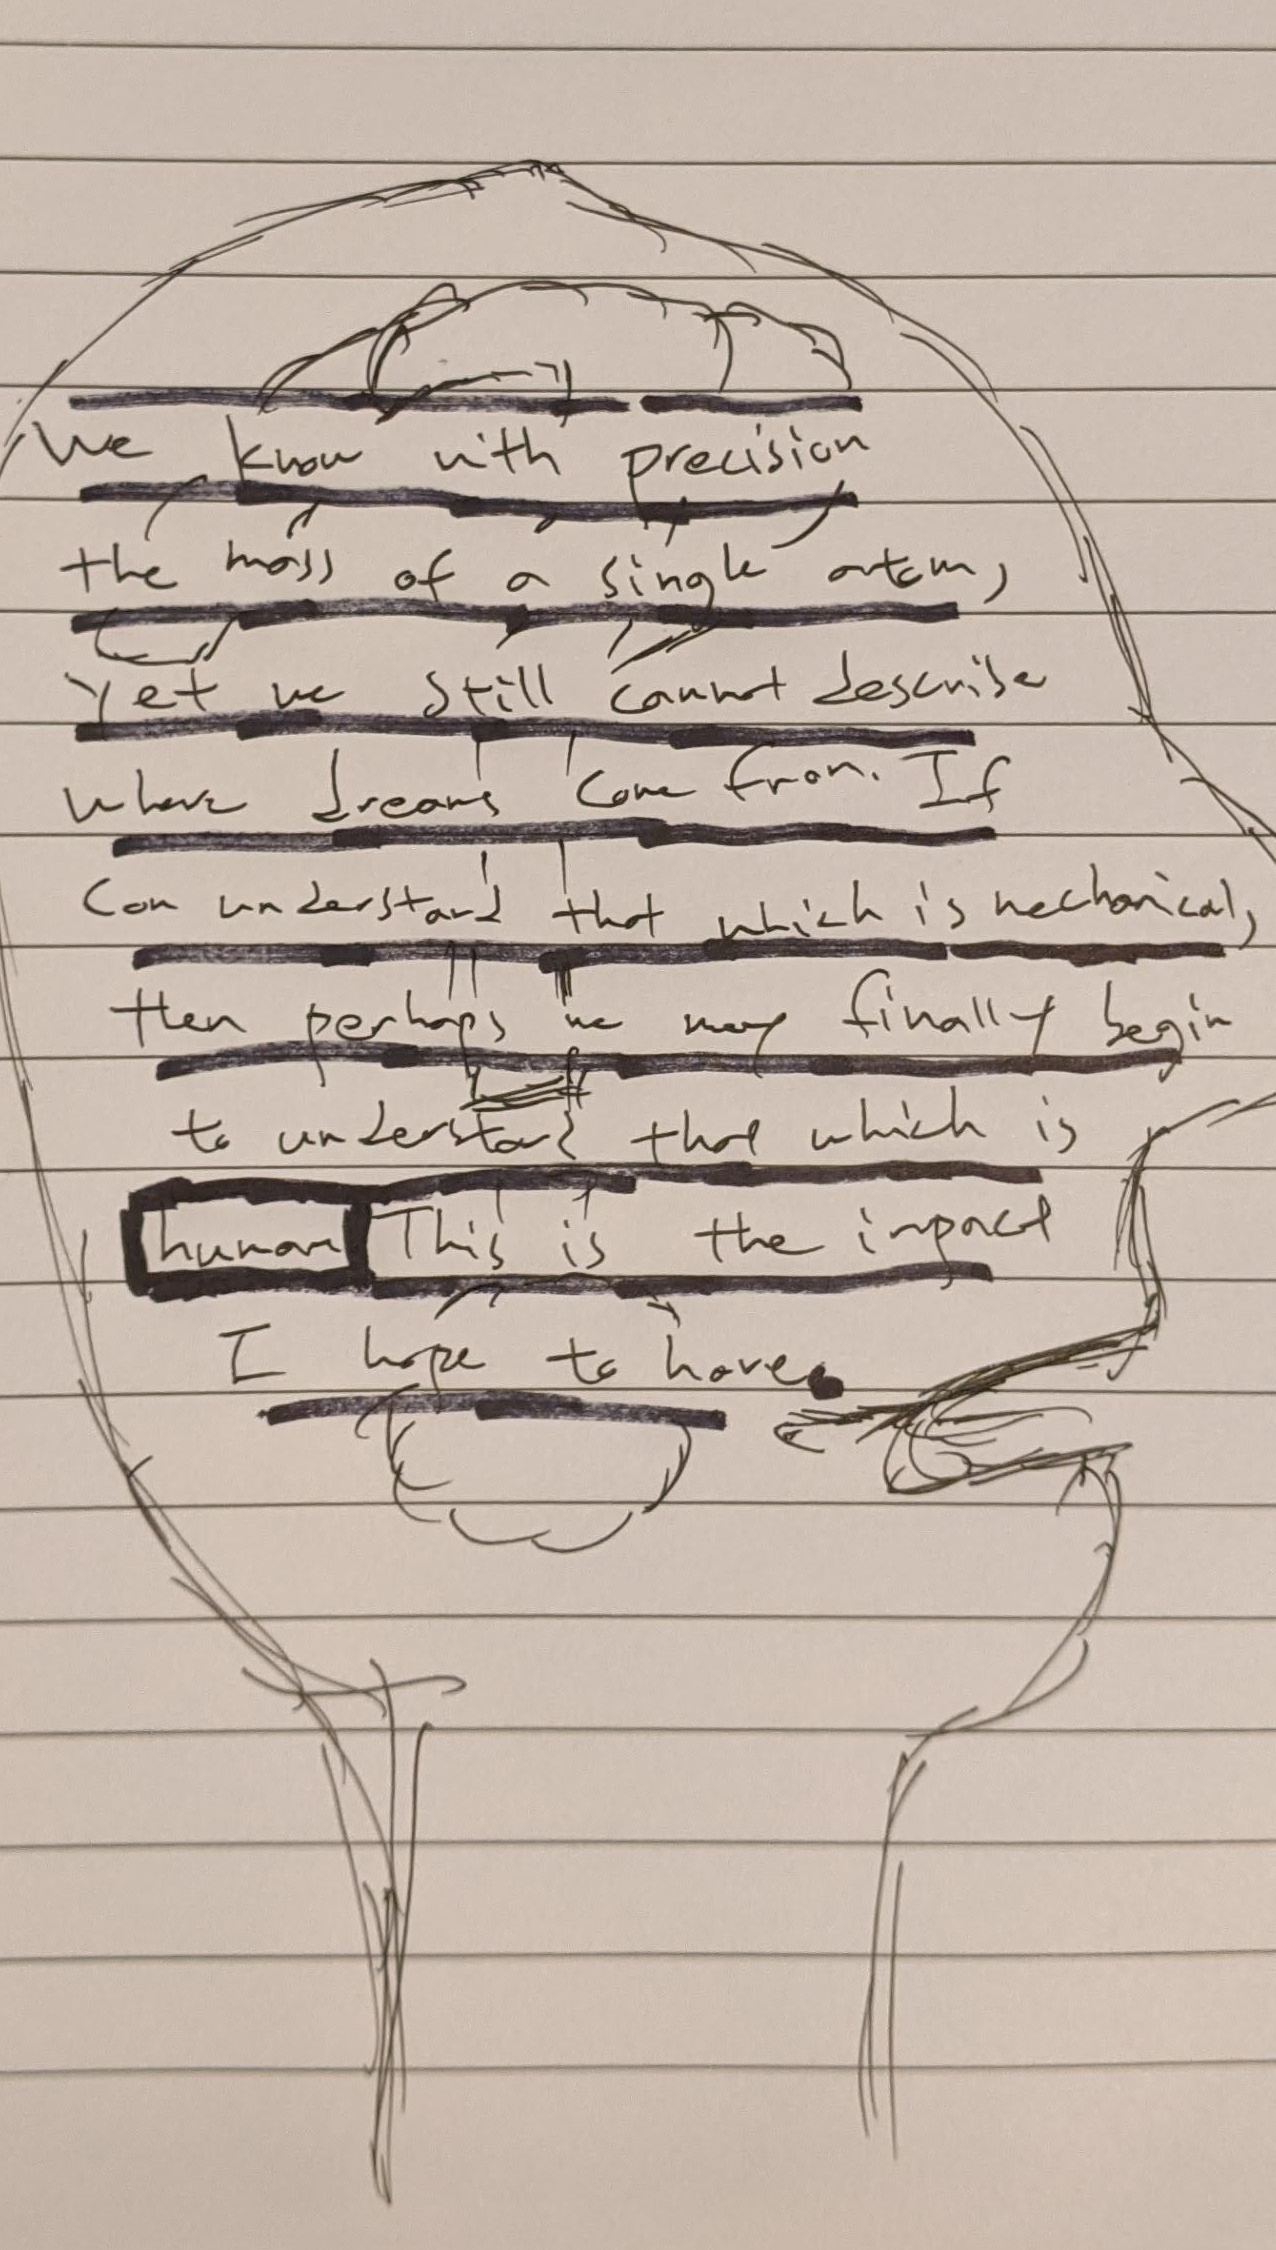 We know with precision
the mass of a single atom,
Yet we still cannot describe
where dreams come from. If
Can understand that which is mechanical,
then perhaps we may finally begin
to understand that which is
human This is the impact
I hope to have.